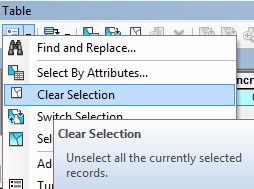 Table
Find and Replace...
Select By Attributes...
Clear Selection
Switch Selection
Clear Selection
Unselect all the currently selected
records.